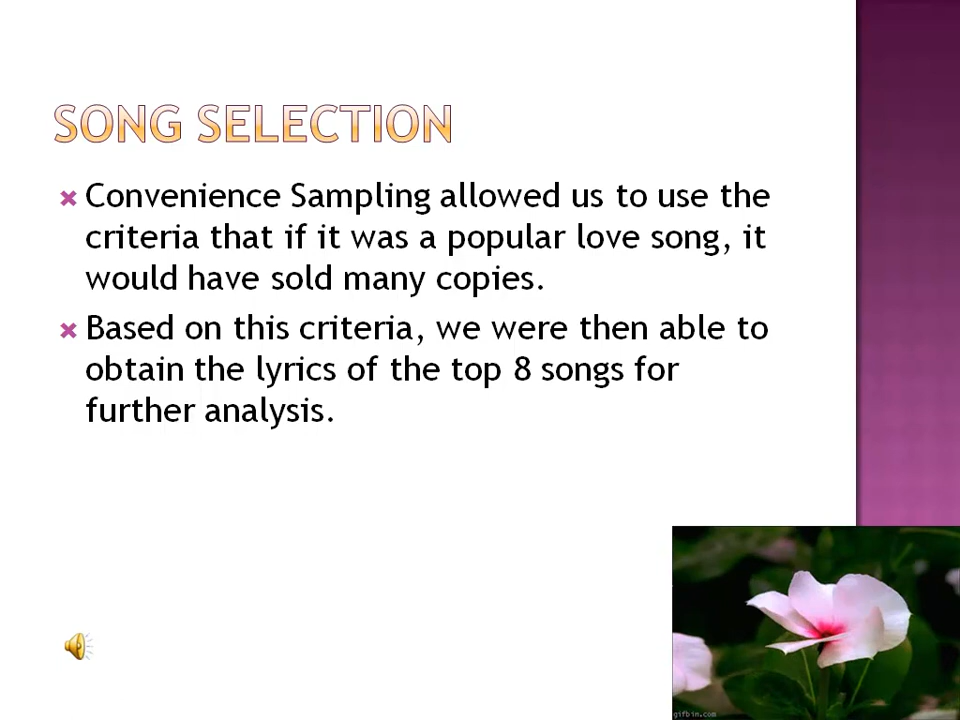 SONG SELECTION
Convenience Sampling allowed us to use the
criteria that if it was a popular love song, it
would have sold many copies.
Based on this criteria, we were then able to
obtain the lyrics of the top 8 songs for
further analysis.
gifbin.com